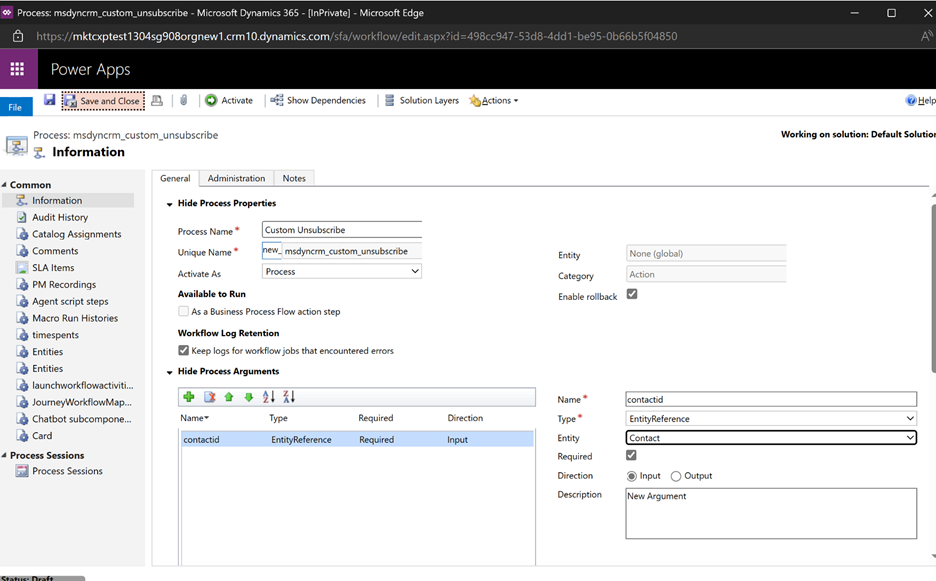 Process: msdyncrm_custom_unsubscribe - Microsoft Dynamics 365 - [InPrivate] - Microsoft Edge
https://mktcxptest1304sg908orgnew1.crm10.dynamics.com/sfa/workflow/edit.aspx?id=498cc947-53d8-4dd1-be95-0b66b5f04850
Power Apps
File
Save and Close
Activate
Show Dependencies
Solution Layers
Actions
Help
Process: msdyncrm_custom_unsubscribe
Information
Working on solution: Default Solution
Common
Information
Audit History
Catalog Assignments
Comments
SLA Items
PM Recordings
Agent script steps
Macro Run Histories
timespents
Entities
Entities
launchworkflowactiviti...
JourneyWorkflowMap...
Chatbot subcompone...
Card
Process Sessions
Process Sessions
General
Administration
Notes
Hide Process Properties
Process Name *
Custom Unsubscribe
Unique Name *
new_
msdyncrm_custom_unsubscribe
Activate As
Process
Available to Run
As a Business Process Flow action step
Workflow Log Retention
Keep logs for workflow jobs that encountered errors
Entity
None (global)
Category
Action
Enable rollback
Hide Process Arguments
Name Type Required Direction
contactid EntityReference Required Input
Name *
contactid
Type *
EntityReference
Entity
Contact
Required
Direction
Input
Output
Description
New Argument
Status: Draft